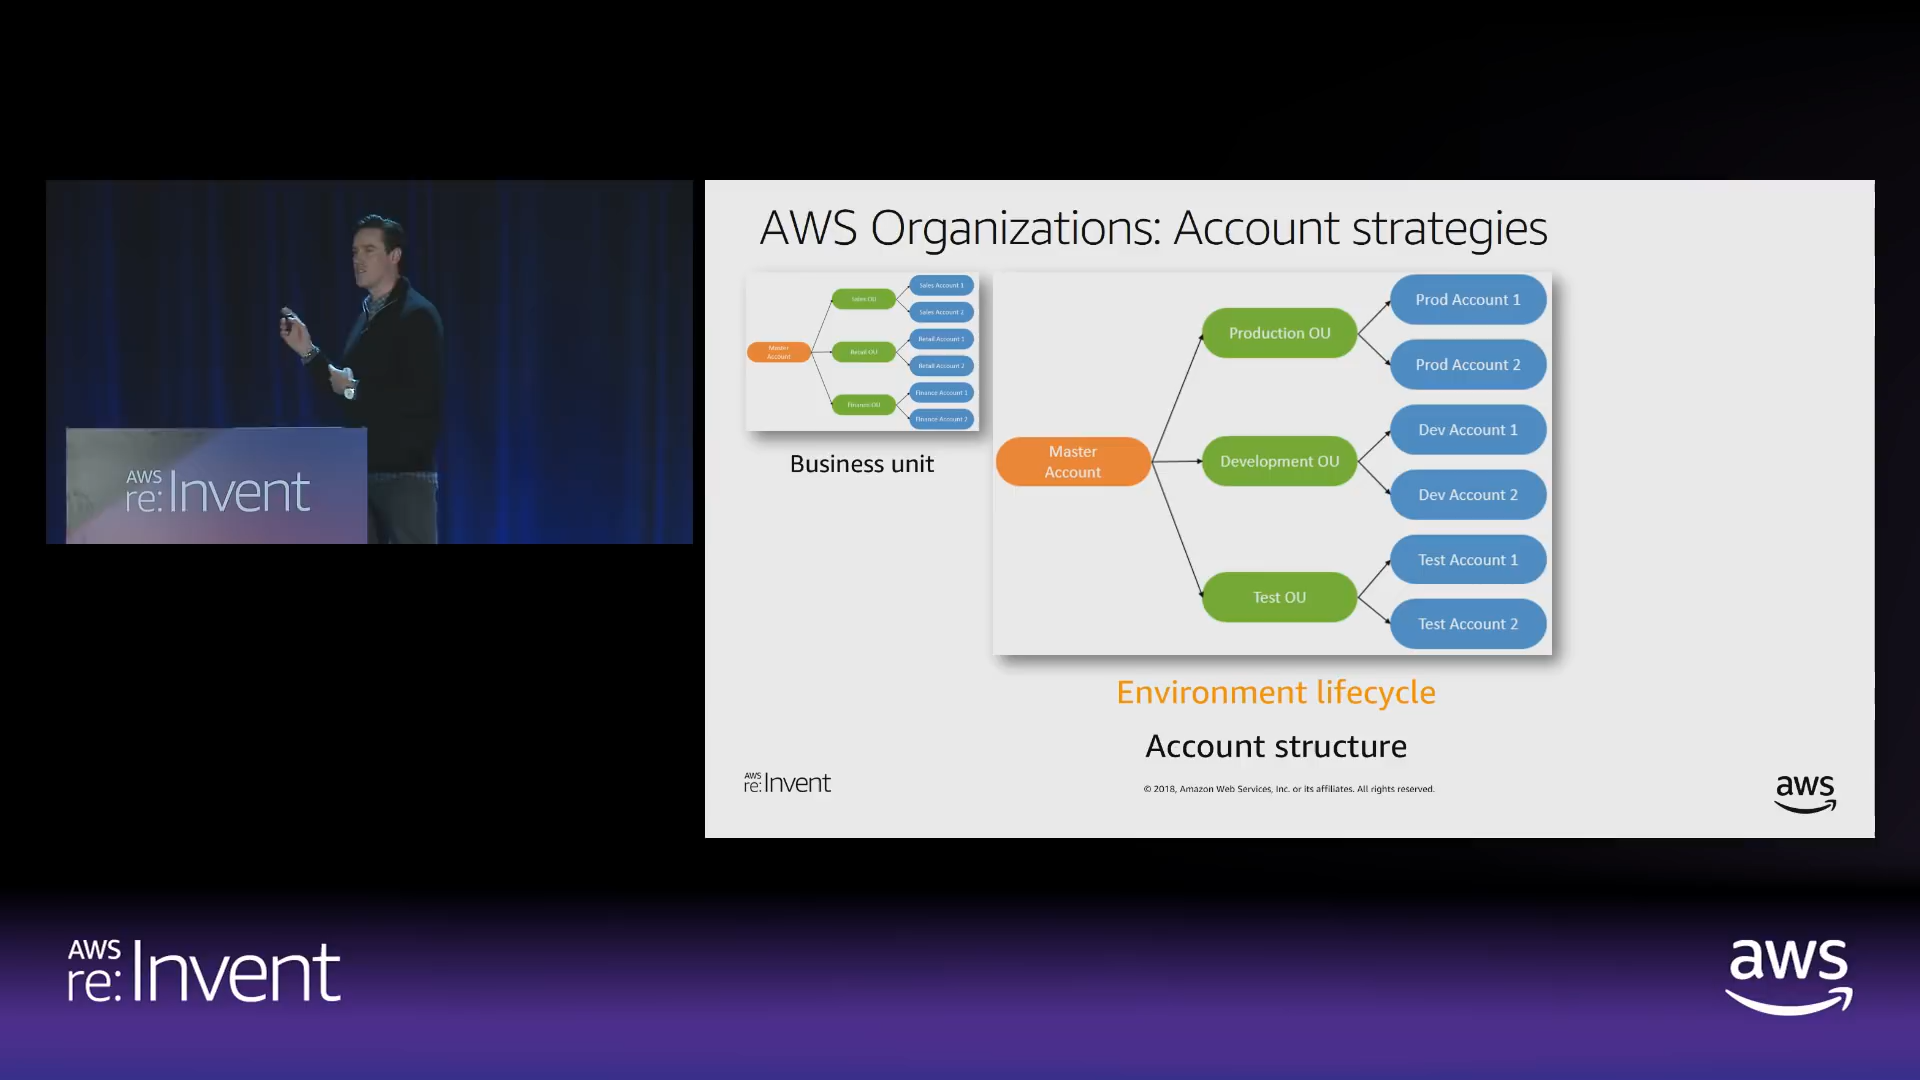 AWS Organizations: Account strategies
Master
Account
Sales OU
Retail OU
Finance OU
Sales Account 1
Sales Account 2
Retail Account 1
Retail Account 2
Finance Account 1
Finance Account 2
Business unit
Master
Account
Production OU
Development OU
Test OU
Prod Account 1
Prod Account 2
Dev Account 1
Dev Account 2
Test Account 1
Test Account 2
Environment lifecycle
Account structure
AWS
re:Invent
© 2018, Amazon Web Services, Inc. or its affiliates. All rights reserved.
aws
AWS
re:Invent
AWS
re:Invent
aws